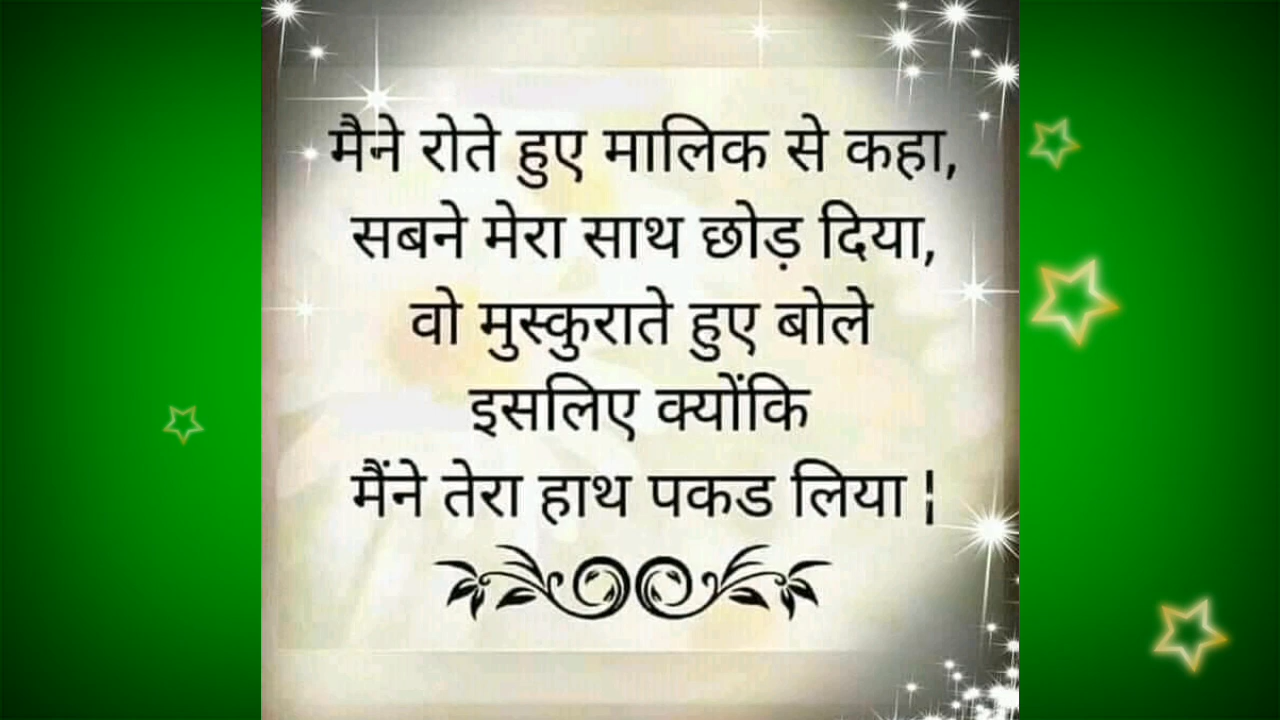 मैने रोते हुए मालिक से कहा,
सबने मेरा साथ छोड़ दिया,
वो मुस्कुराते हुए बोले
इसलिए क्योंकि
मैंने तेरा हाथ पकड लिया ¦